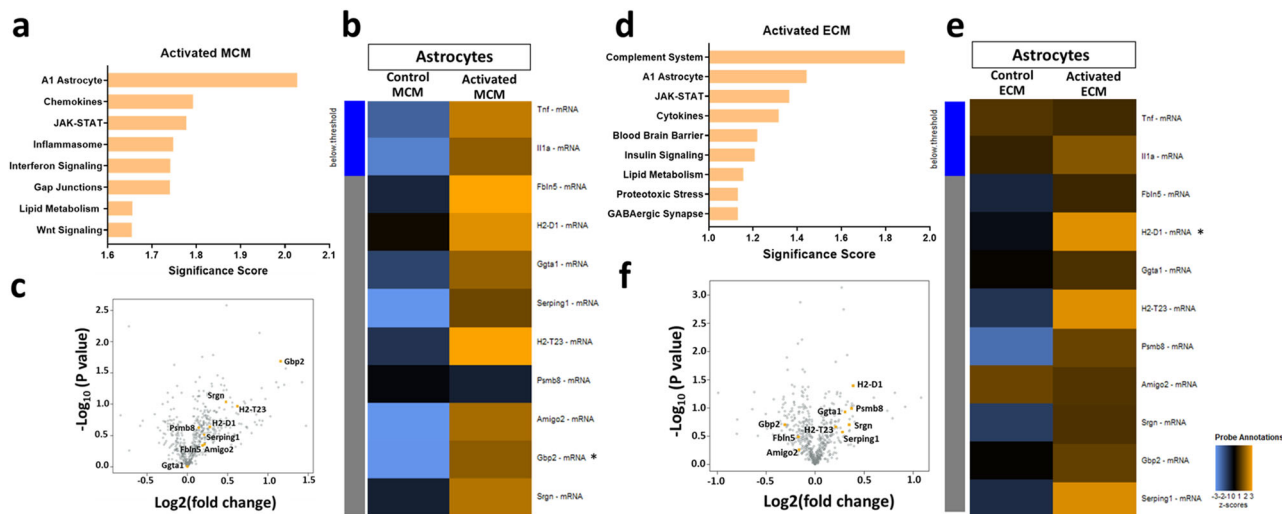 a
Activated MCM
A1 Astrocyte
Chemokines
JAK-STAT
Inflammasome
Interferon Signaling
Gap Junctions
Lipid Metabolism
Wnt Signaling
1.6 1.7 1.8 1.9 2.0 2.1
Significance Score
b
Astrocytes
Control MCM
Activated MCM
below.threshold
Tnf - mRNA
Il1a - mRNA
Fbln5 - mRNA
H2-D1 - mRNA
Ggta1 - mRNA
Serping1 - mRNA
H2-T23 - mRNA
Psmb8 - mRNA
Amigo2 - mRNA
Gbp2 - mRNA *
Srgn - mRNA
c
-Log10 (P value)
2.5
2.0
1.5
1.0
0.5
0.0
Gbp2
Srgn
H2-T23
H2-D1
Psmb8
Serping1
Fbln5 Amigo2
Ggta1
-0.5 0.0 0.5 1.0 1.5
Log2(fold change)
d
Activated ECM
Complement System
A1 Astrocyte
JAK-STAT
Cytokines
Blood Brain Barrier
Insulin Signaling
Lipid Metabolism
Proteotoxic Stress
GABAergic Synapse
1.0 1.2 1.4 1.6 1.8 2.0
Significance Score
e
Astrocytes
Control ECM
Activated ECM
below.threshold
Tnf - mRNA
Il1a - mRNA
Fbln5 - mRNA
H2-D1 - mRNA *
Ggta1 - mRNA
H2-T23 - mRNA
Psmb8 - mRNA
Amigo2 - mRNA
Srgn - mRNA
Gbp2 - mRNA
Serping1 - mRNA
Probe Annotations
-3 -2 -1 0 1 2 3
z-scores
f
-Log10 (P value)
3.0
2.5
2.0
1.5
1.0
0.5
0.0
H2-D1
Ggta1
Psmb8
Gbp2
Srgn
H2-T23
Fbln5
Serping1
Amigo2
-1.0 -0.5 0.0 0.5 1.0
Log2(fold change)